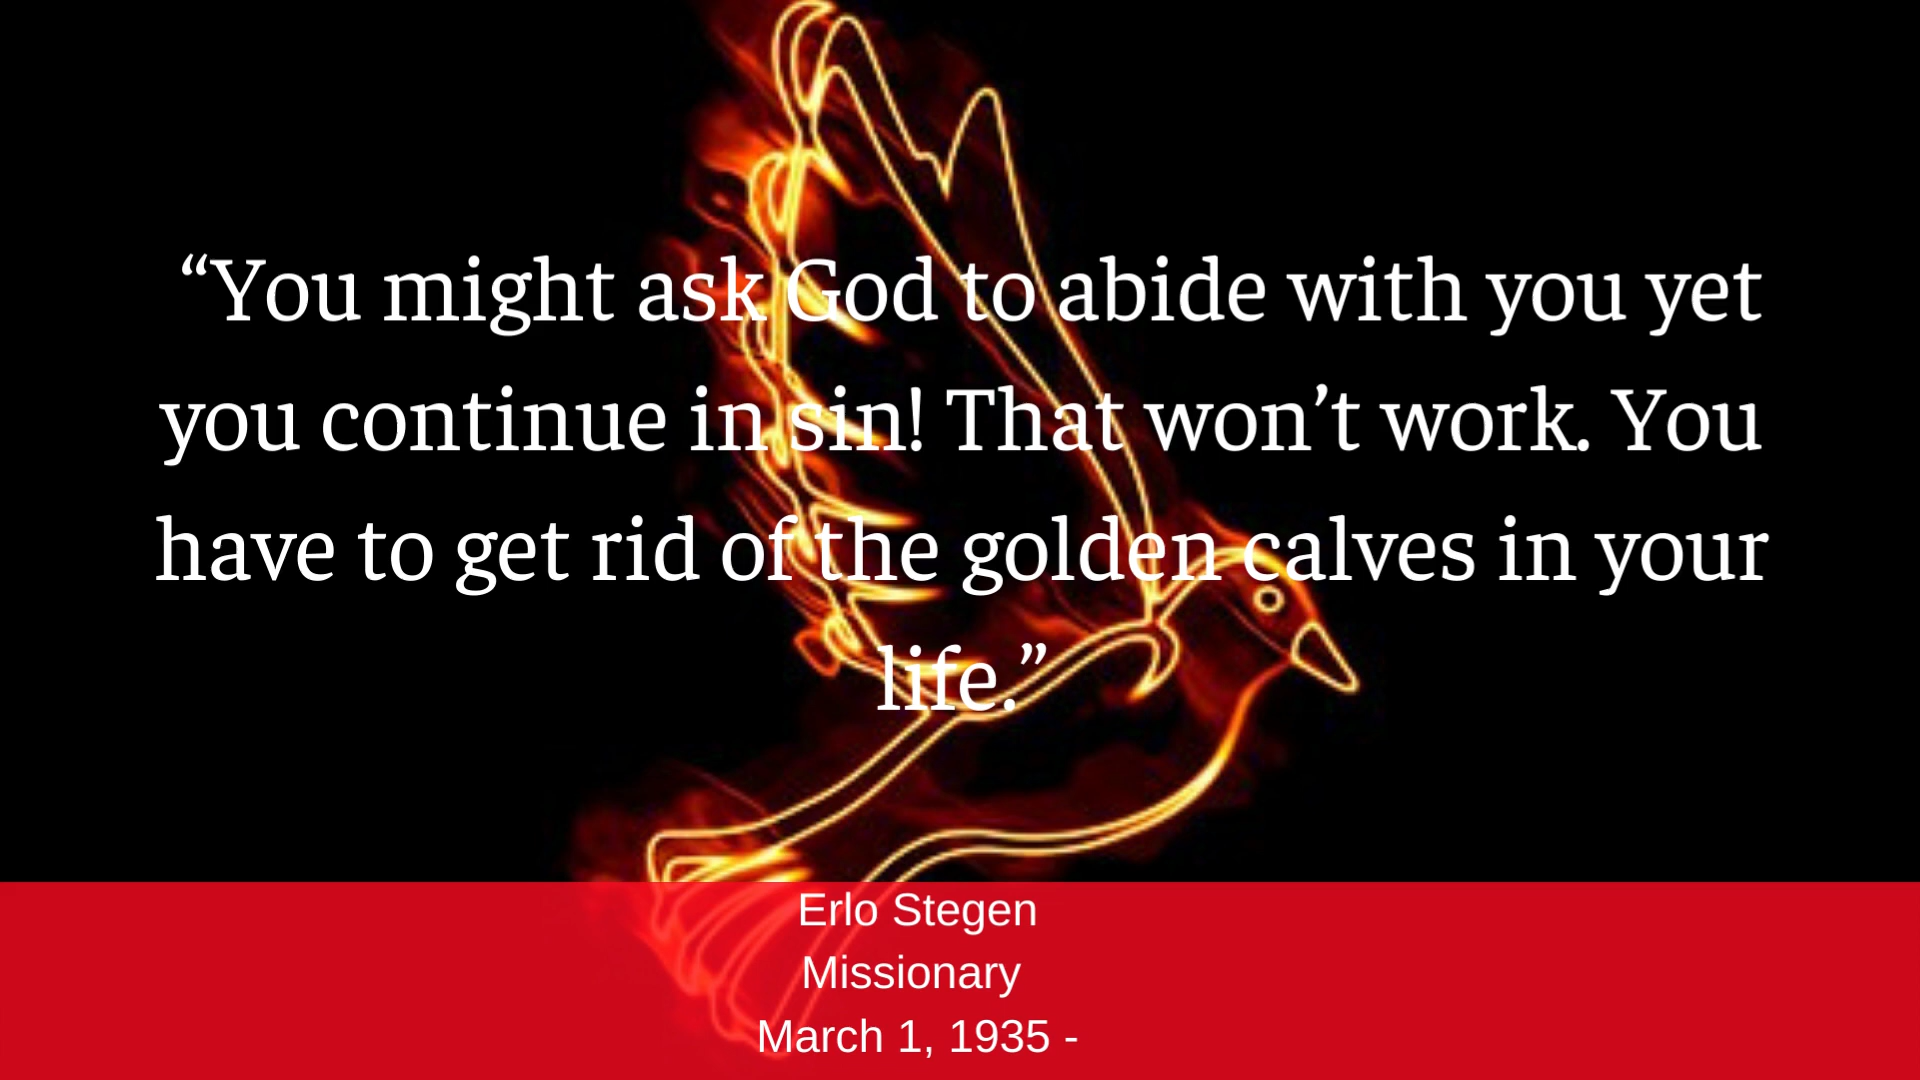 “You might ask God to abide with you yet
you continue in sin! That won’t work. You
have to get rid of the golden calves in your
life.”
Erlo Stegen
Missionary
March 1, 1935 -